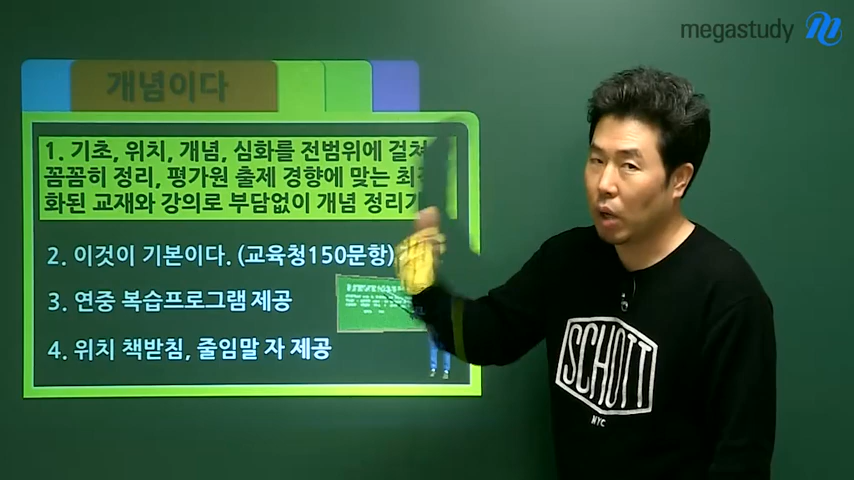 megastudy
개념이다
1. 기초, 위치, 개념, 심화를 전범위에 걸쳐
꼼꼼히 정리, 평가원 출제 경향에 맞는
화된 교재와 강의로 부담없이 개념 정리
2. 이것이 기본이다. (교육청150문항)
3. 연중 복습프로그램 제공
4. 위치 책받침, 줄임말 자 제공
SCHOTT
NYC